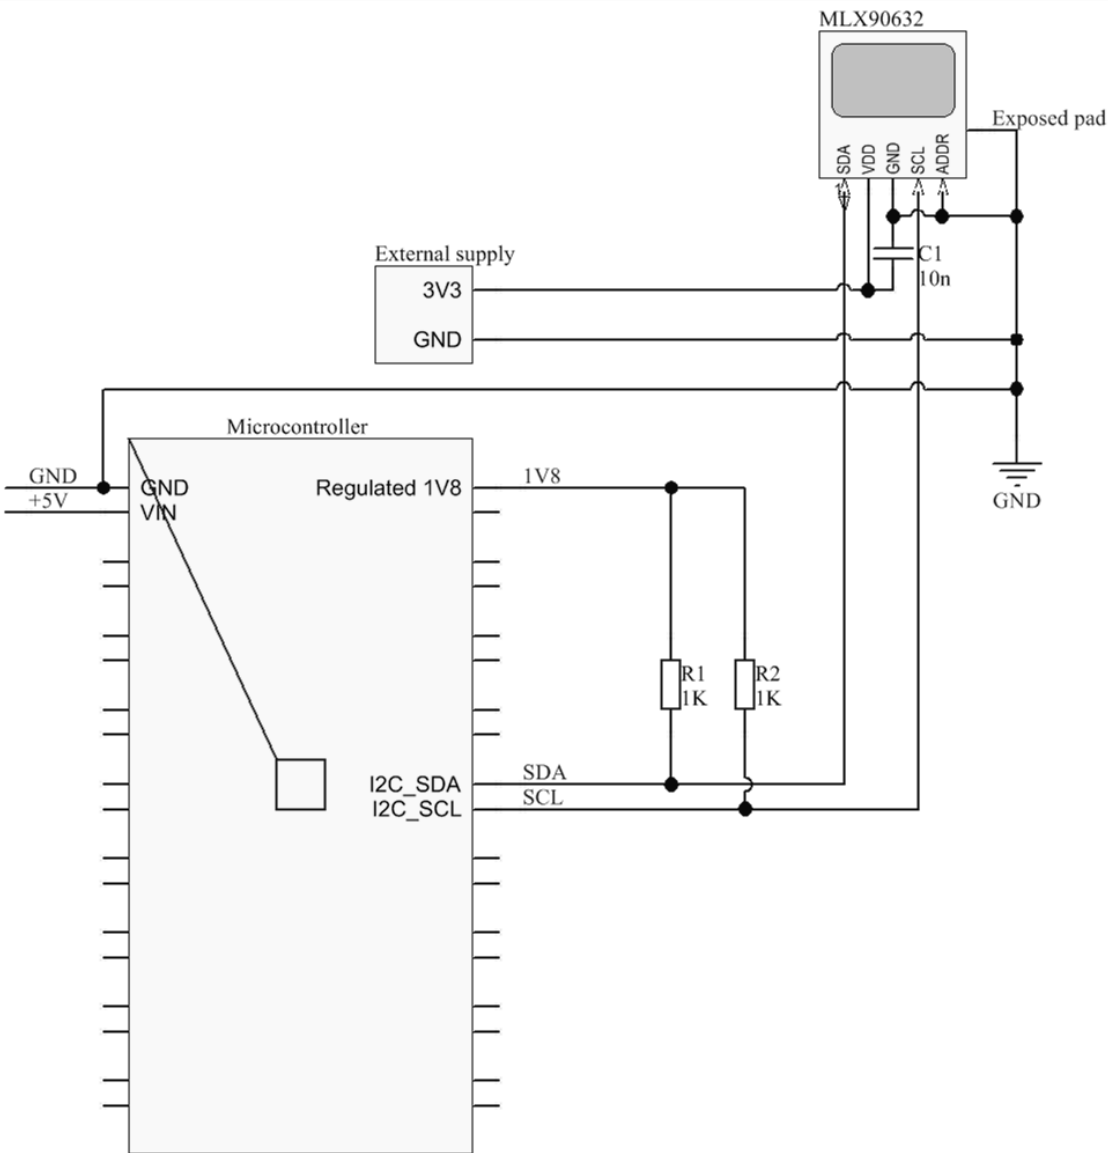 MLX90632
Exposed pad
SDA
VDD
GND
SCL
ADDR
External supply
3V3
GND
C1
10n
Microcontroller
GND
+5V
GND
VIN
Regulated 1V8
1V8
GND
R1
1K
R2
1K
I2C_SDA
I2C_SCL
SDA
SCL